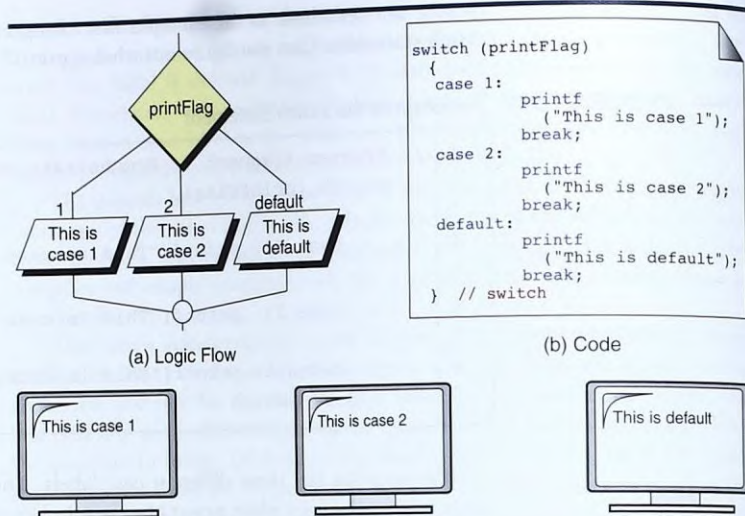 printFlag
1
2
default
This is
case 1
This is
case 2
This is
default
(a) Logic Flow
switch (printFlag)
{
case 1:
printf
("This is case 1");
break;
case 2:
printf
("This is case 2");
break;
default:
printf
("This is default");
break;
} // switch
(b) Code
This is case 1
This is case 2
This is default